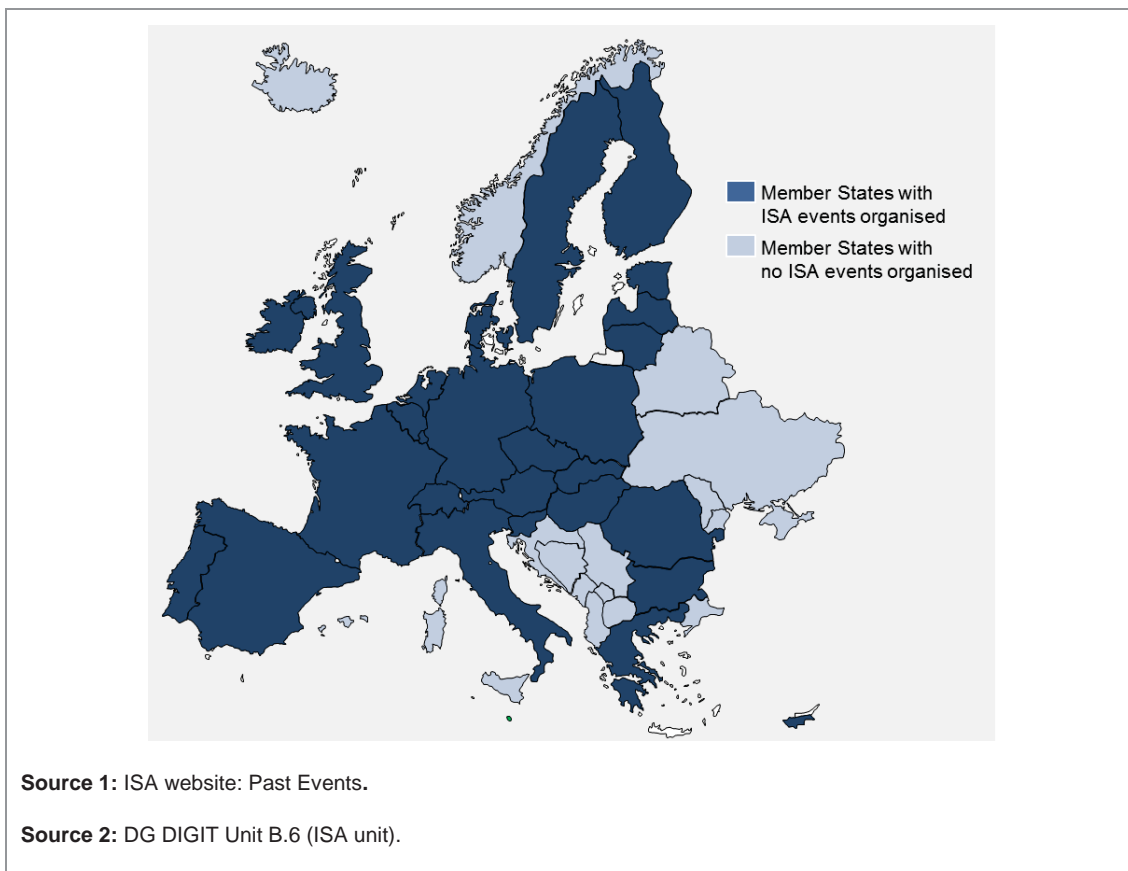 Member States with
ISA events organised
Member States with
no ISA events organised
Source 1: ISA website: Past Events.
Source 2: DG DIGIT Unit B.6 (ISA unit).